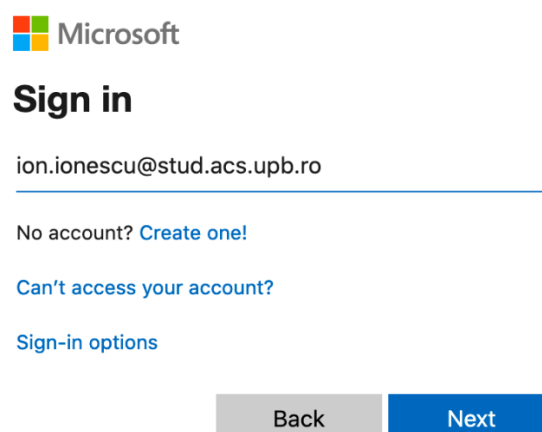 Microsoft
Sign in
ion.ionescu@stud.acs.upb.ro
No account? Create one!
Can't access your account?
Sign-in options
Back Next